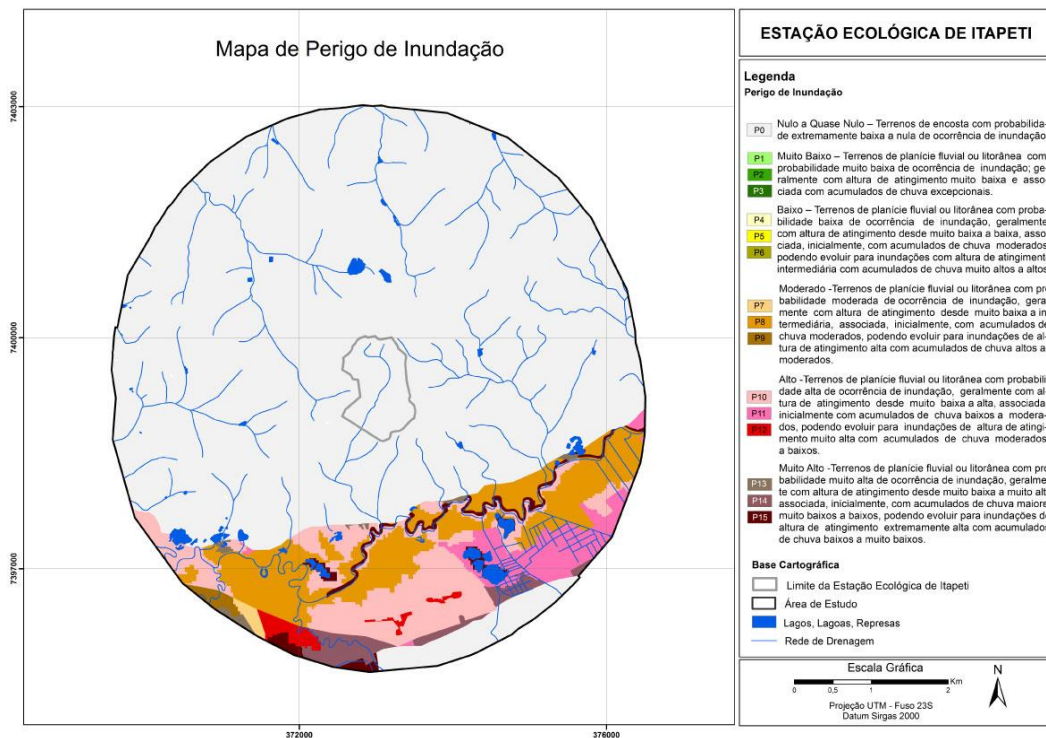 Mapa de Perigo de Inundação
7403000
7400000
7397000
372000
376000
ESTAÇÃO ECOLÓGICA DE ITAPETI
Legenda
Perigo de Inundação
P0
Nulo a Quase Nulo – Terrenos de encosta com probabilida-
de extremamente baixa a nula de ocorrência de inundação
P1
P2
P3
Muito Baixo – Terrenos de planície fluvial ou litorânea com
probabilidade muito baixa de ocorrência de inundação; ge-
ralmente com altura de atingimento muito baixa e asso-
ciada com acumulados de chuva excepcionais.
P4
P5
P6
Baixo – Terrenos de planície fluvial ou litorânea com proba-
bilidade baixa de ocorrência de inundação, geralmente
com altura de atingimento desde muito baixa a baixa, asso-
ciada, inicialmente, com acumulados de chuva moderados,
podendo evoluir para inundações com altura de atingimento
intermediária com acumulados de chuva muito altos a altos
P7
P8
P9
Moderado -Terrenos de planície fluvial ou litorânea com pro
babilidade moderada de ocorrência de inundação, geral
mente com altura de atingimento desde muito baixa a in
termediária, associada, inicialmente, com acumulados de
chuva moderados, podendo evoluir para inundações de al-
tura de atingimento alta com acumulados de chuva altos a
moderados.
P10
P11
P12
Alto -Terrenos de planície fluvial ou litorânea com probabili
dade alta de ocorrência de inundação, geralmente com al
tura de atingimento desde muito baixa a alta, associada,
inicialmente com acumulados de chuva baixos a modera-
dos, podendo evoluir para inundações de altura de atingi-
mento muito alta com acumulados de chuva moderados
a baixos.
P13
P14
P15
Muito Alto -Terrenos de planície fluvial ou litorânea com pro
babilidade muito alta de ocorrência de inundação, geralmen
te com altura de atingimento desde muito baixa a muito alt
associada, inicialmente, com acumulados de chuva maiore
muito baixos a baixos, podendo evoluir para inundações de
altura de atingimento extremamente alta com acumulados
de chuva baixos a muito baixos.
Base Cartográfica
Limite da Estação Ecológica de Itapeti
Área de Estudo
Lagos, Lagoas, Represas
Rede de Drenagem
Escala Gráfica
Km
0 0,5 1 2
N
Projeção UTM - Fuso 23S
Datum Sirgas 2000